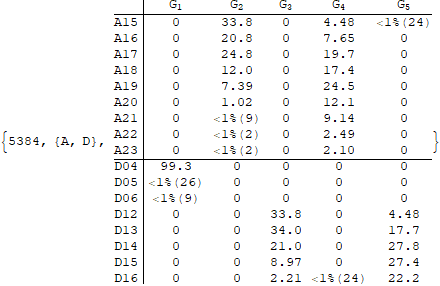 G1 G2 G3 G4 G5
A15 0 33.8 0 4.48 <1%(24)
A16 0 20.8 0 7.65 0
A17 0 24.8 0 19.7 0
A18 0 12.0 0 17.4 0
A19 0 7.39 0 24.5 0
A20 0 1.02 0 12.1 0
A21 0 <1%(9) 0 9.14 0
A22 0 <1%(2) 0 2.49 0
{5384, {A, D}, A23 0 <1%(2) 0 2.10 0 }
D04 99.3 0 0 0 0
D05 <1%(26) 0 0 0 0
D06 <1%(9) 0 0 0 0
D12 0 0 33.8 0 4.48
D13 0 0 34.0 0 17.7
D14 0 0 21.0 0 27.8
D15 0 0 8.97 0 27.4
D16 0 0 2.21 <1%(24) 22.2